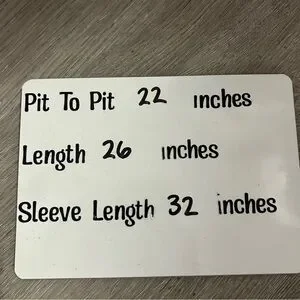 Pit To Pit 22 inches
Length 26 inches
Sleeve Length 32 inches